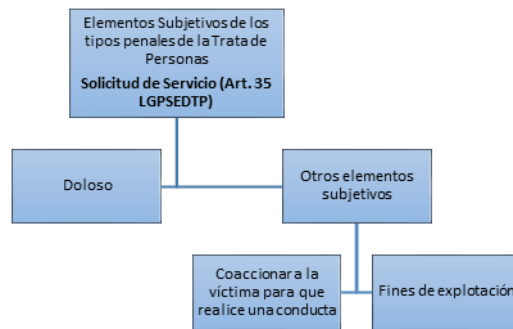 Elementos Subjetivos de los
tipos penales de la Trata de
Personas
Solicitud de Servicio (Art. 35
LGPSEDTP)
Doloso
Otros elementos
subjetivos
Coaccionar a la
víctima para que
realice una conducta
Fines de explotación